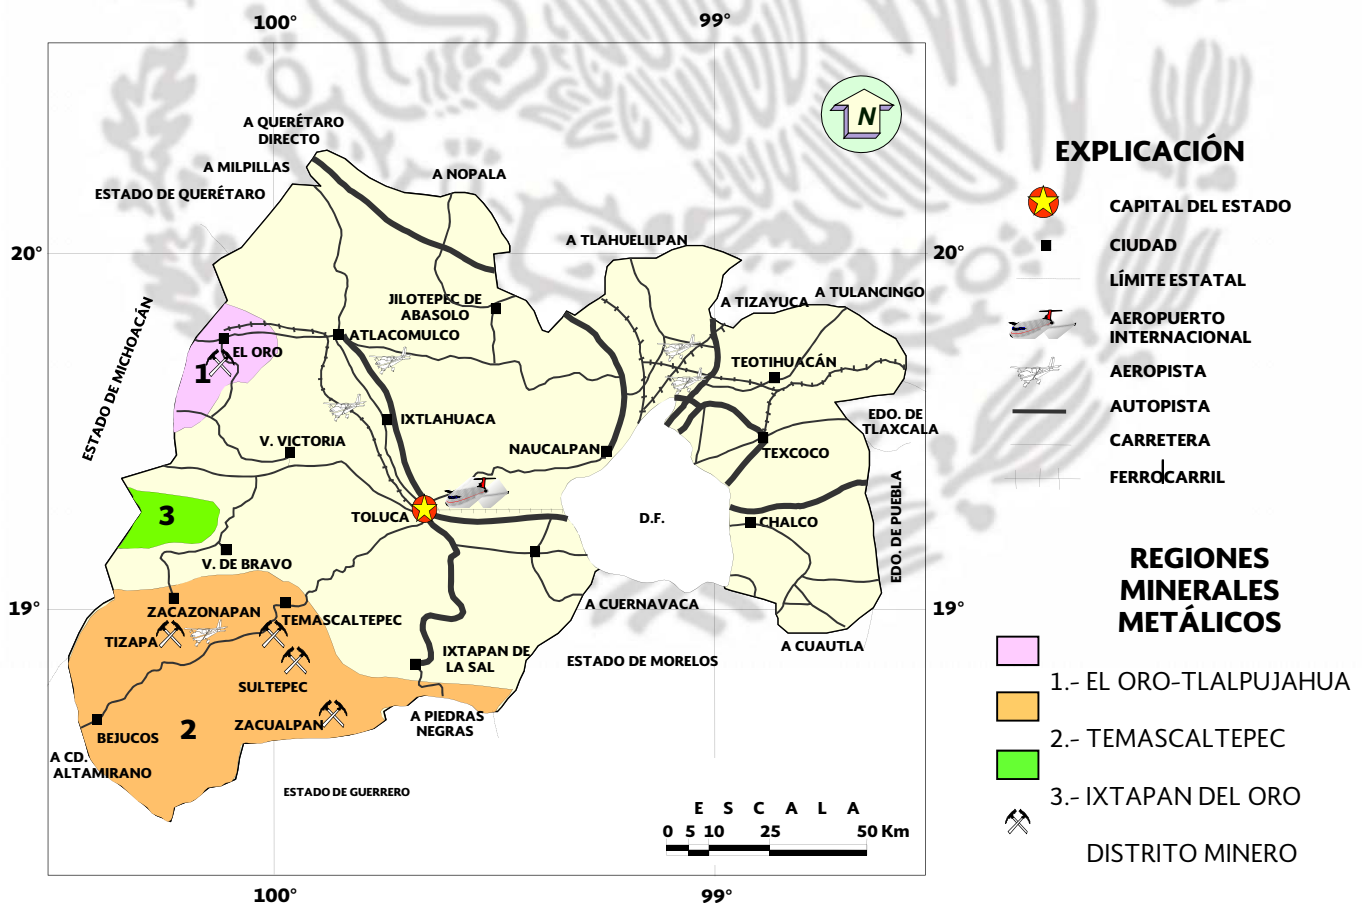 100°
99°
A QUERÉTARO
DIRECTO
A MILPILLAS
ESTADO DE QUERÉTARO
A NOPALA
N
20°
A TLAHUELILPAN
20°
A TIZAYUCA
A TULANCINGO
JILOTEPEC DE
ABASOLO
ATLACOMULCO
EL ORO
1
TEOTIHUACÁN
ESTADO DE MICHOACÁN
IXTLAHUACA
EDO. DE
TLAXCALA
V. VICTORIA
NAUCALPAN
TEXCOCO
3
TOLUCA
D.F.
CHALCO
EDO. DE PUEBLA
V. DE BRAVO
19°
ZACAZONAPAN
TEMASCALTEPEC
A CUERNAVACA
19°
TIZAPA
IXTAPAN DE
LA SAL
ESTADO DE MORELOS
A CUAUTLA
SULTEPEC
ZACUALPAN
2
A PIEDRAS
NEGRAS
BEJUCOS
A CD.
ALTAMIRANO
ESTADO DE GUERRERO
E S C A L A
0 5 10 25 50 Km
100°
99°
EXPLICACIÓN
CAPITAL DEL ESTADO
CIUDAD
LÍMITE ESTATAL
AEROPUERTO
INTERNACIONAL
AEROPISTA
AUTOPISTA
CARRETERA
FERROCARRIL
REGIONES
MINERALES
METÁLICOS
1.- EL ORO-TLALPUJAHUA
2.- TEMASCALTEPEC
3.- IXTAPAN DEL ORO
DISTRITO MINERO